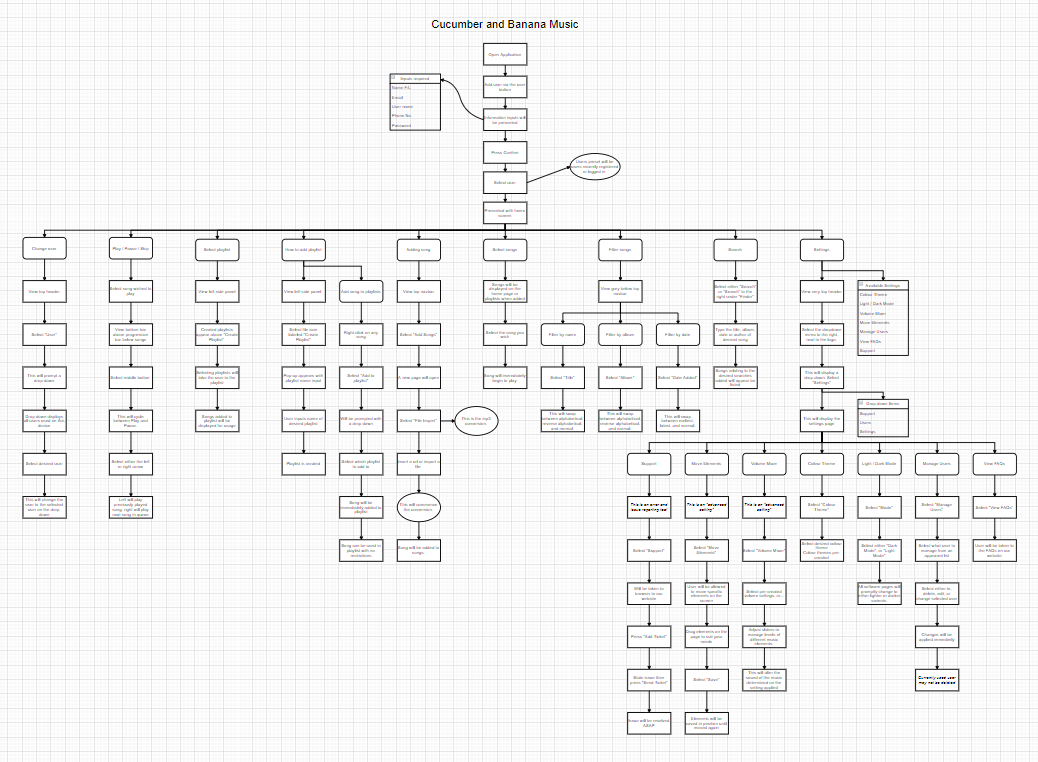 Cucumber and Banana Music
Open Application
Add user via the user
button
Inputs required
Name F/L
Email
User name
Phone No.
Password
Information inputs will
be presented
Press Confirm
Select user
Users preset will be
users recently registered
or logged in
Presented with home
screen
Change user
Play / Pause / Skip
Select playlist
How to add playlist
Adding song
Select songs
Filter songs
Search
Settings
View top header
Select song wished to
play
View left side panel
View left side panel
Add song to playlists
View top navbar
Songs will be
displayed on the
home page or
playlists when added
View grey below top
navbar
Select either "Search"
or "Search" to the
right under "Finder"
View very top header
Available Settings
Colour Theme
Light / Dark Mode
Volume Mixer
Move Elements
Manage Users
View FAQs
Support
Select "User"
View bottom bar
above progression
bar below songs
Created playlists
appear above "Create
Playlist"
Select file icon
labeled "Create
Playlist"
Right click on any
song
Select "Add Songs"
Select the song you
wish
Filter by name
Filter by album
Filter by date
Type the title, album,
date or author of
desired song
Select the dropdown
menu to the right
next to the logo
This will prompt a
drop down
Select middle button
Selecting playlists will
take the user to the
playlist
Pop up appears with
playlist name input
Select "Add to
playlist"
A new page will open
Song will immediately
begin to play
Select "Title"
Select "Album"
Select "Date Added"
Songs relating to the
desired searches
added will appear be
listed
This will display a
drop down. Select
"Settings"
Drop down displays
all users used on this
device
This will cycle
between Play and
Pause
Songs added to
playlist will be
displayed for usage
User inputs name of
desired playlist
Will be prompted with
a drop down
Select "File Import"
This is the mp3
conversion
This will swap
between alphabetical,
reverse alphabetical,
and normal
This will swap
between alphabetical,
reverse alphabetical,
and normal
This will swap
between earliest,
latest, and normal
This will display the
settings page
Dropdown Items
Support
Users
Settings
Select desired user
Select either the left
or right arrow
Playlist is created
Select which playlist
to add to
Insert a url or import a
file
Support
Move Elements
Volume Mixer
Colour Theme
Light / Dark Mode
Manage Users
View FAQs
This will change the
user to the selected
user on the drop
down
Left will play
previously played
song, right will play
next song in queue
Song will be
immediately added to
playlist
This will commence
the conversion
This is an error and
issue reporting tool
This is an "advanced
setting"
This is an "advanced
setting"
Select "Colour
Theme"
Select "Mode"
Select "Manage
Users"
Select "View FAQs"
Song can be used in
playlist with no
restrictions
Song will be added to
songs
Select "Support"
Select "Move
Elements"
Select "Volume Mixer"
Select desired colour
theme
Colour themes pre-
created
Select either "Dark
Mode", or "Light
Mode"
Select what user to
manage from an
appeared list
User will be taken to
the FAQs on our
website
Will be taken to
browser to our
website
User will be allowed
to move specific
elements on the
screen
Select pre created
volume settings, or...
All software pages will
promptly change to
either lighter or darker
variants
Select either to,
delete, edit, or
change selected user
Press "Add Ticket"
Drag elements on the
page to suit your
needs
Adjust sliders to
manage levels of
different music
elements
Changes will be
applied immediately
State issue then
press "Send Ticket"
Select "Save"
This will alter the
sound of the music
determined on the
setting applied
Currently used user
may not be deleted
Issue will be resolved
ASAP
Elements will be
saved in position until
moved again